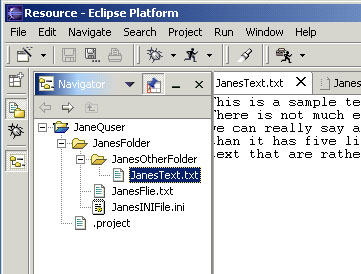 Resource - Eclipse Platform
File Edit Navigate Search Project Run Window Help
Navigator
JanesText.txt
Janes
JaneQuser
JanesFolder
JanesOtherFolder
JanesText.txt
JanesFlie.txt
JanesINIFile.ini
.project
This is a sample te
There is not much e
we can really say a
than it has five li
text that are rathe